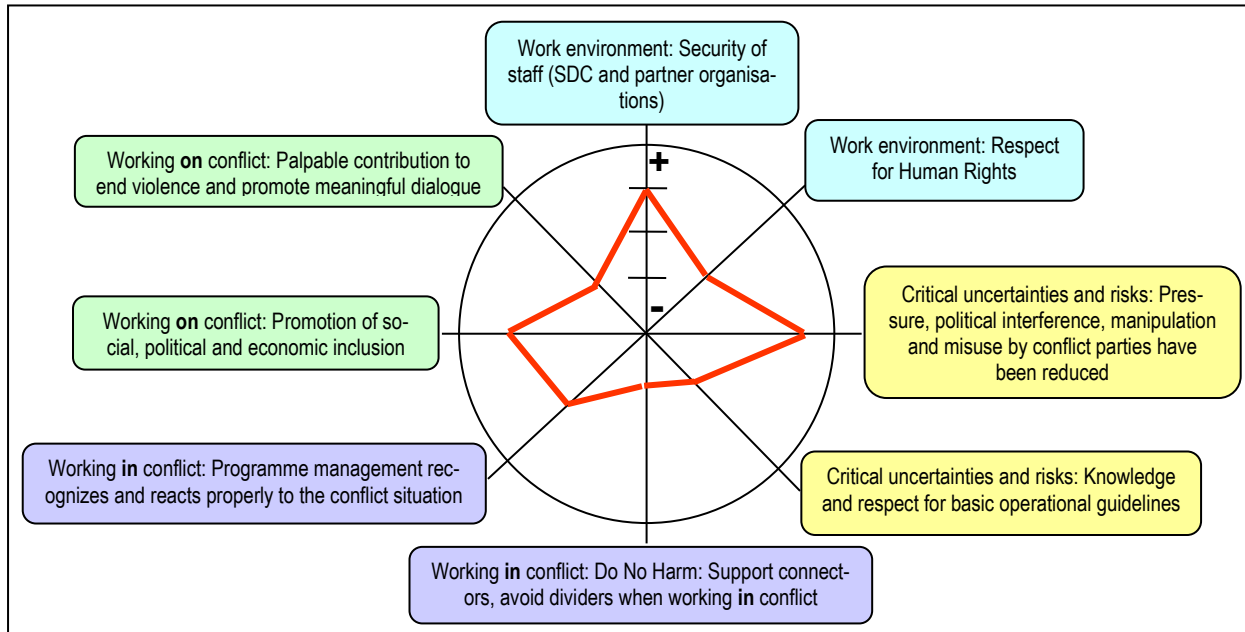 Work environment: Security of
staff (SDC and partner organisa-
tions)
Working on conflict: Palpable contribution to
end violence and promote meaningful dialogue
+
Work environment: Respect
for Human Rights
-
Working on conflict: Promotion of so-
cial, political and economic inclusion
Critical uncertainties and risks: Pres-
sure, political interference, manipulation
and misuse by conflict parties have
been reduced
Working in conflict: Programme management rec-
ognizes and reacts properly to the conflict situation
Critical uncertainties and risks: Knowledge
and respect for basic operational guidelines
Working in conflict: Do No Harm: Support connect-
ors, avoid dividers when working in conflict